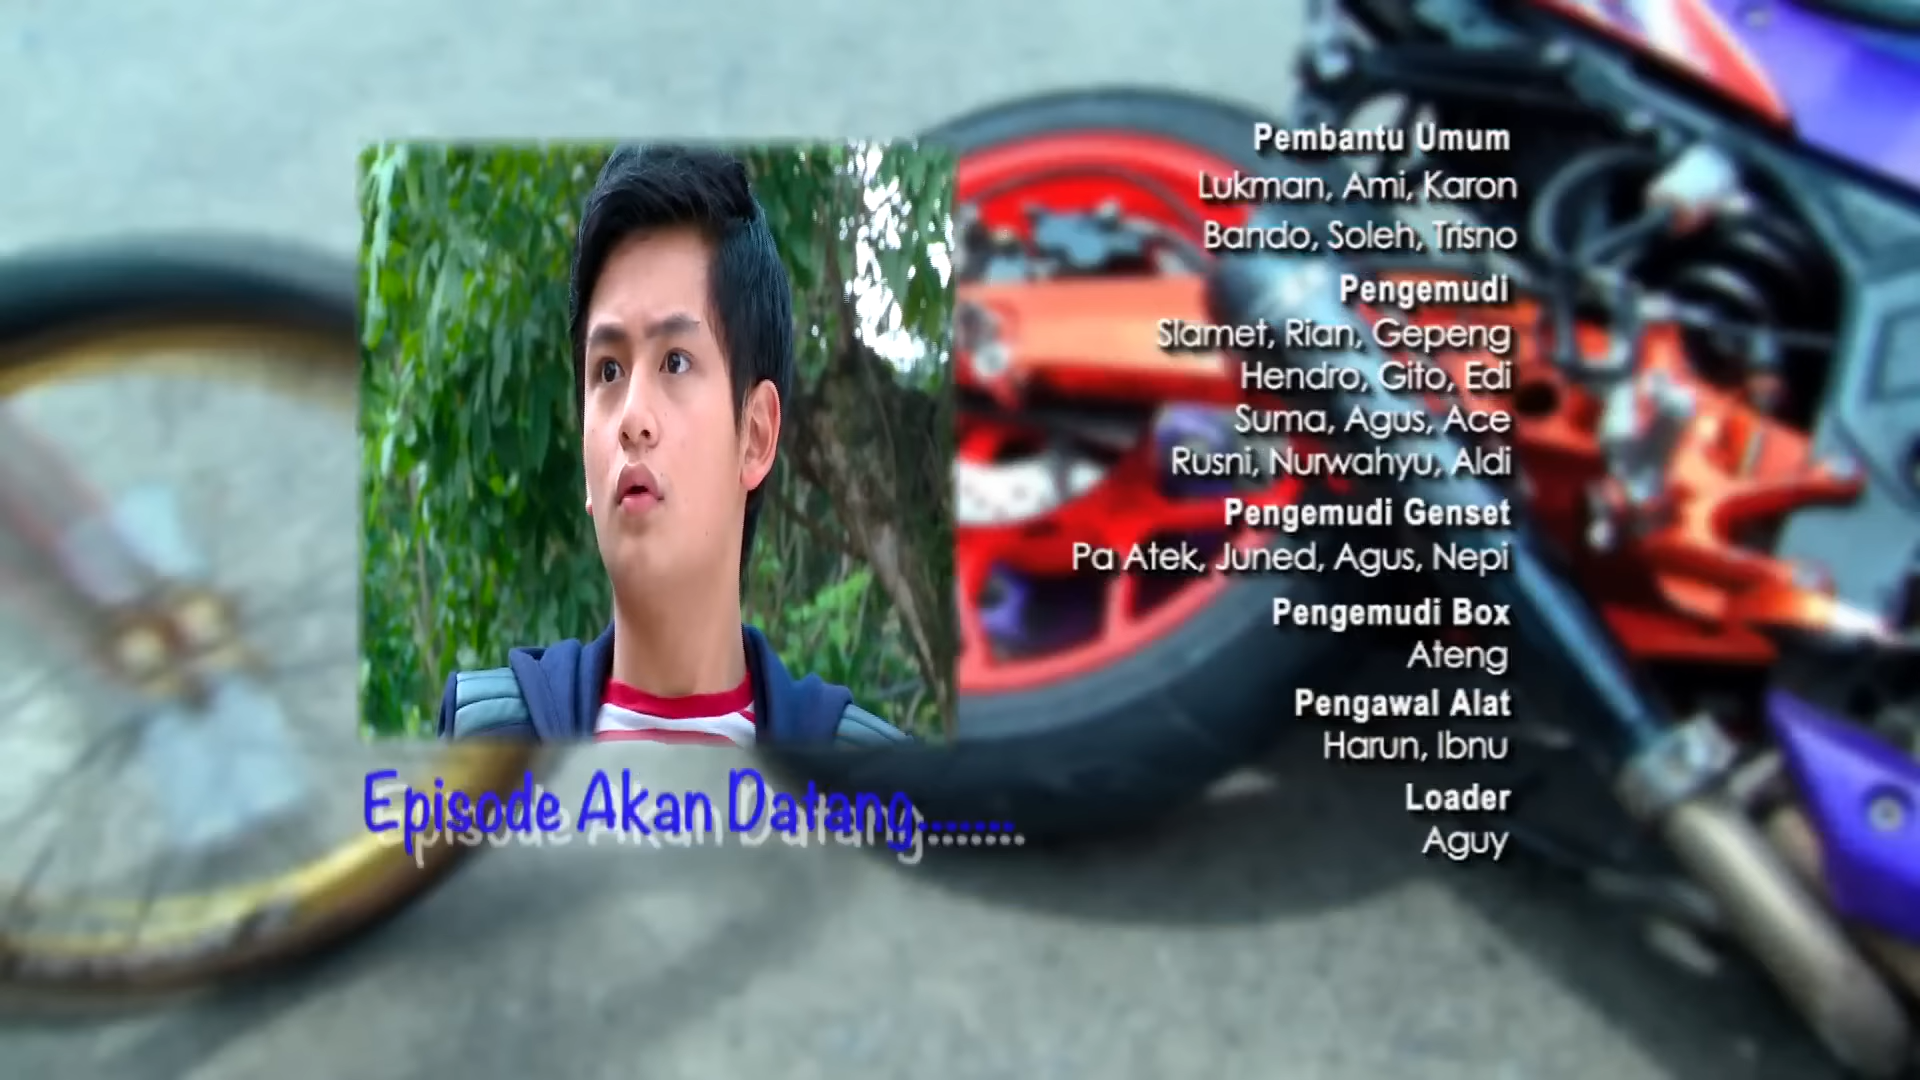 Pembantu Umum
Lukman, Ami, Karon
Bando, Soleh, Trisno
Pengemudi
Slamet, Rian, Gepeng
Hendro, Gito, Edi
Suma, Agus, Ace
Rusni, Nurwahyu, Aldi
Pengemudi Genset
Pa Atek, Juned, Agus, Nepi
Pengemudi Box
Ateng
Pengawal Alat
Harun, Ibnu
Loader
Aguy
Episode Akan Datang.......